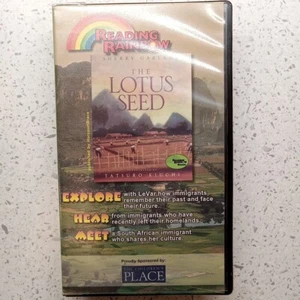 READING
RAINBOW
SHERRY GARLAND
THE
LOTUS
SEED
TATSURO KIUCHI
EXPLORE with LeVar how immigrants
remember their past and face
their future.
HEAR from immigrants who have
recently left their homelands.
MEET a South African immigrant
who shares her culture.
Proudly Sponsored by:
PLACE